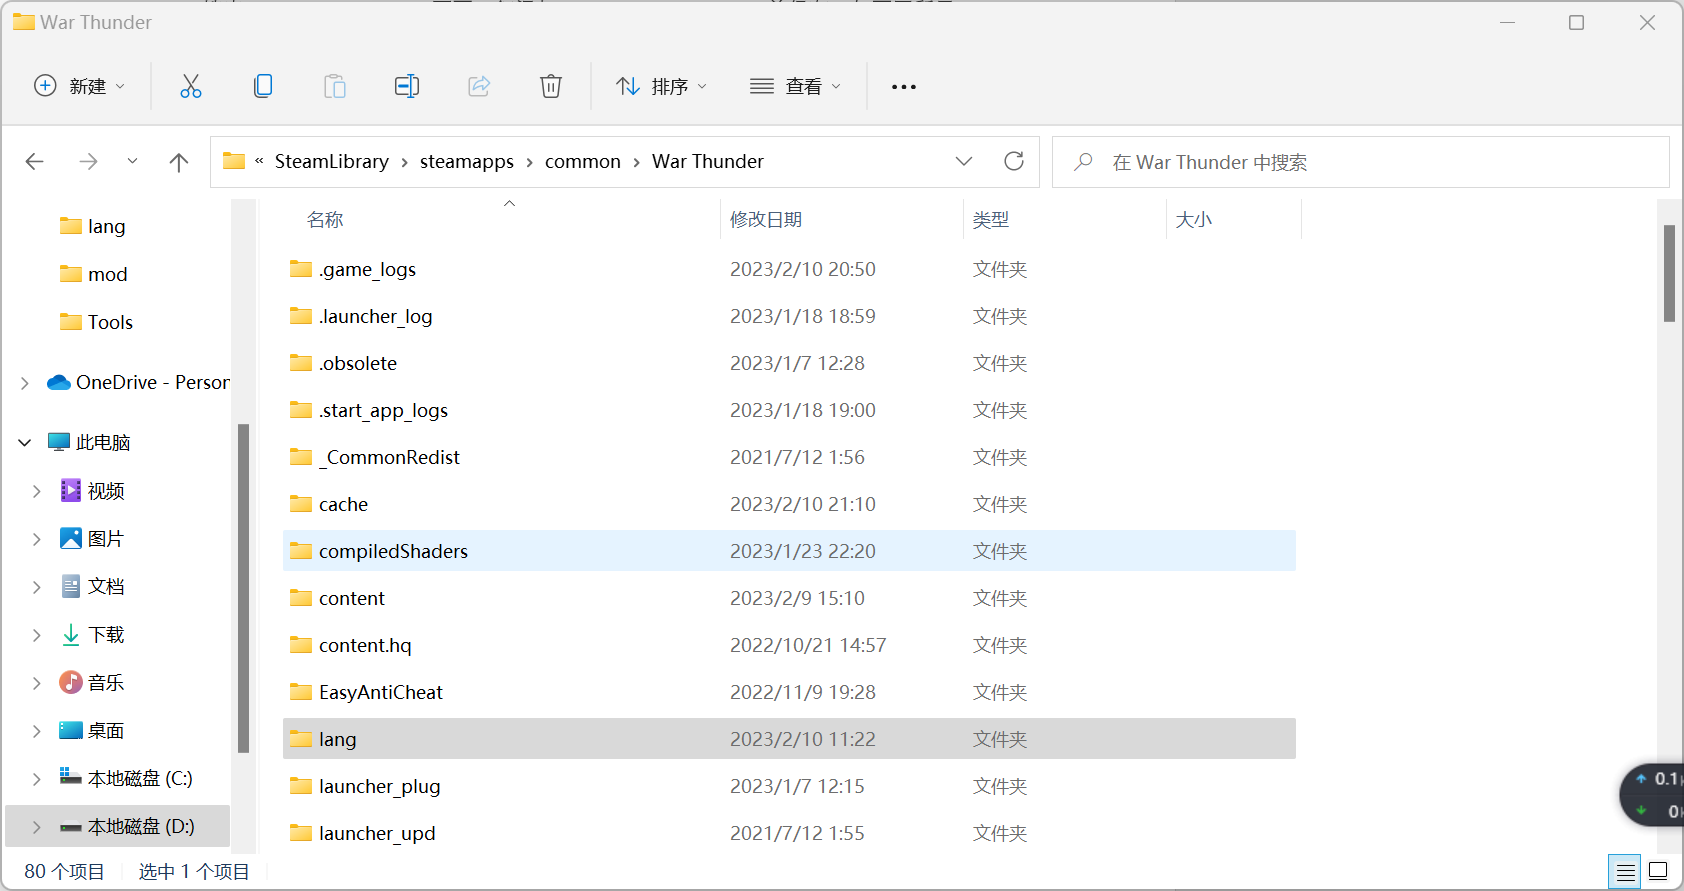 War Thunder
新建
排序
查看
« SteamLibrary › steamapps › common › War Thunder
在 War Thunder 中搜索
lang
mod
Tools
OneDrive - Person
此电脑
视频
图片
文档
下载
音乐
桌面
本地磁盘 (C:)
本地磁盘 (D:)
名称 修改日期 类型 大小
.game_logs 2023/2/10 20:50 文件夹
.launcher_log 2023/1/18 18:59 文件夹
.obsolete 2023/1/7 12:28 文件夹
.start_app_logs 2023/1/18 19:00 文件夹
_CommonRedist 2021/7/12 1:56 文件夹
cache 2023/2/10 21:10 文件夹
compiledShaders 2023/1/23 22:20 文件夹
content 2023/2/9 15:10 文件夹
content.hq 2022/10/21 14:57 文件夹
EasyAntiCheat 2022/11/9 19:28 文件夹
lang 2023/2/10 11:22 文件夹
launcher_plug 2023/1/7 12:15 文件夹
launcher_upd 2021/7/12 1:55 文件夹
0.1
0
80 个项目 选中 1 个项目